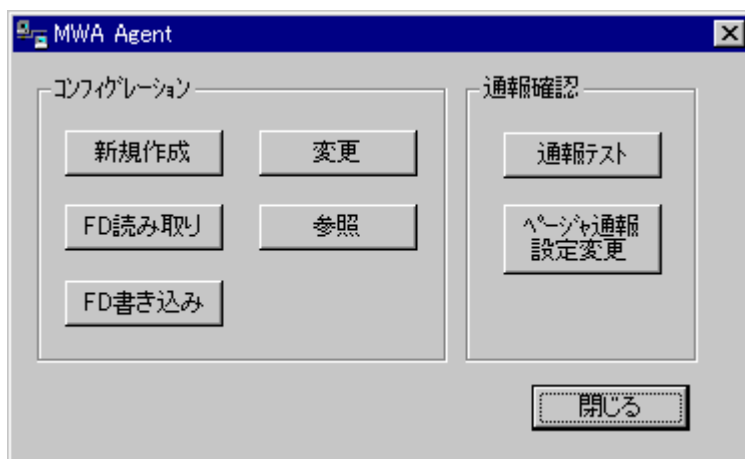 MWA Agent
ｺﾝﾌｨｸﾞﾚｰｼｮﾝ
新規作成
変更
FD読み取り
参照
FD書き込み
通報確認
通報ﾃｽﾄ
ﾍﾟｰｼﾞｬ通報
設定変更
閉じる